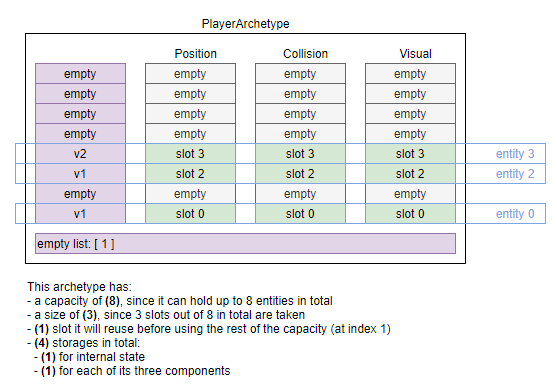 PlayerArchetype
Position Collision Visual
empty empty empty empty
empty empty empty empty
empty empty empty empty
empty empty empty empty
v2 slot 3 slot 3 slot 3 entity 3
v1 slot 2 slot 2 slot 2 entity 2
empty empty empty empty
v1 slot 0 slot 0 slot 0 entity 0
empty list: [ 1 ]
This archetype has:
- a capacity of (8), since it can hold up to 8 entities in total
- a size of (3), since 3 slots out of 8 in total are taken
- (1) slot it will reuse before using the rest of the capacity (at index 1)
- (4) storages in total:
- (1) for internal state
- (1) for each of its three components